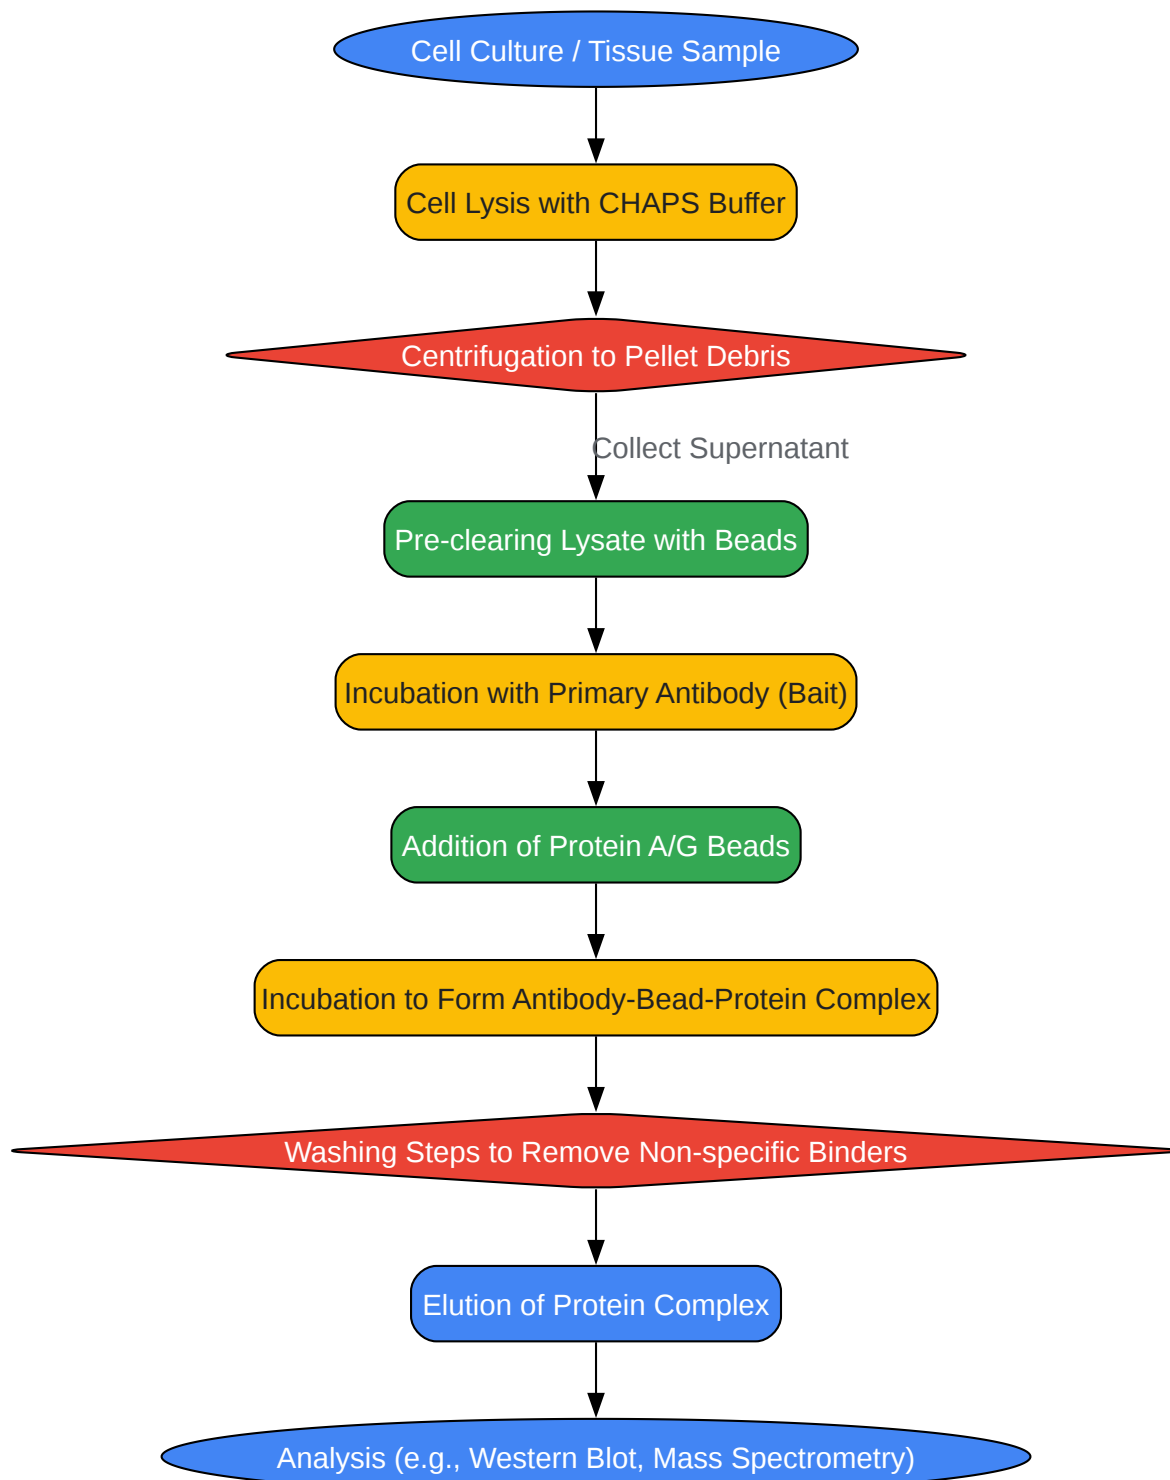 Cell Culture / Tissue Sample
Cell Lysis with CHAPS Buffer
Centrifugation to Pellet Debris
Collect Supernatant
Pre-clearing Lysate with Beads
Incubation with Primary Antibody (Bait)
Addition of Protein A/G Beads
Incubation to Form Antibody-Bead-Protein Complex
Washing Steps to Remove Non-specific Binders
Elution of Protein Complex
Analysis (e.g., Western Blot, Mass Spectrometry)